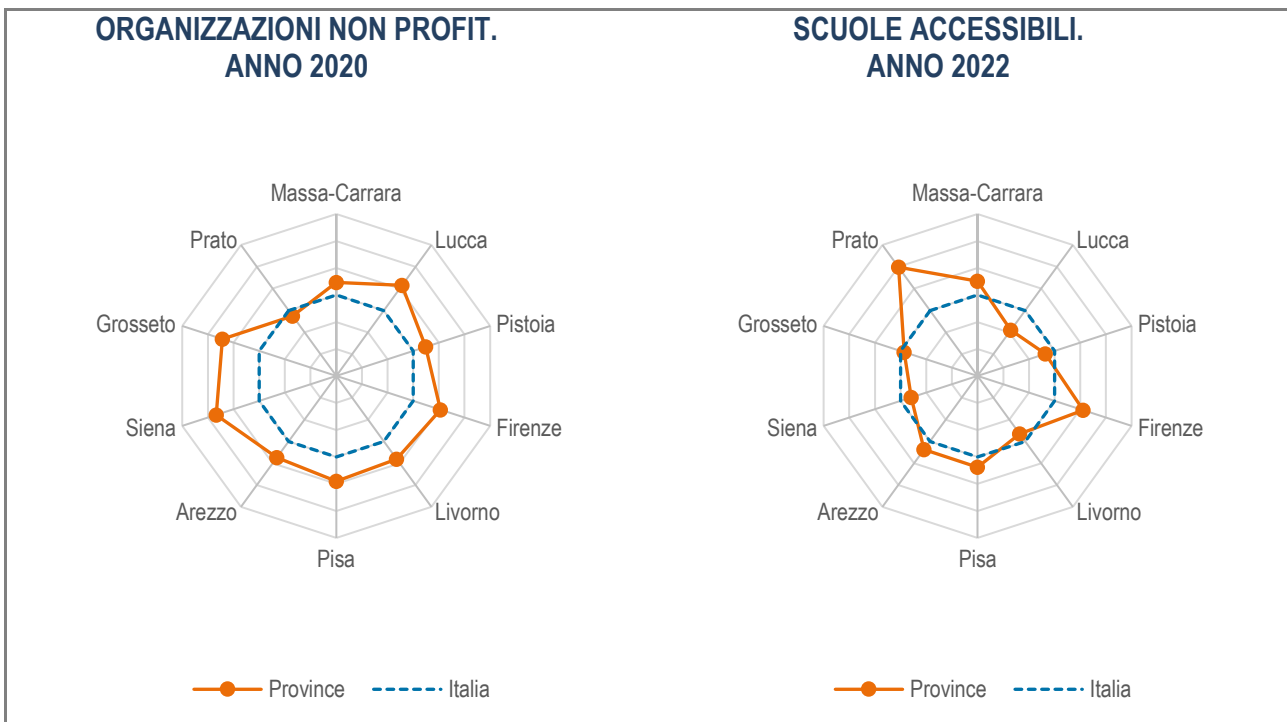 ORGANIZZAZIONI NON PROFIT.
ANNO 2020
Massa-Carrara
Prato
Lucca
Grosseto
Pistoia
Siena
Firenze
Arezzo
Livorno
Pisa
Province
Italia
SCUOLE ACCESSIBILI.
ANNO 2022
Massa-Carrara
Prato
Lucca
Grosseto
Pistoia
Siena
Firenze
Arezzo
Livorno
Pisa
Province
Italia